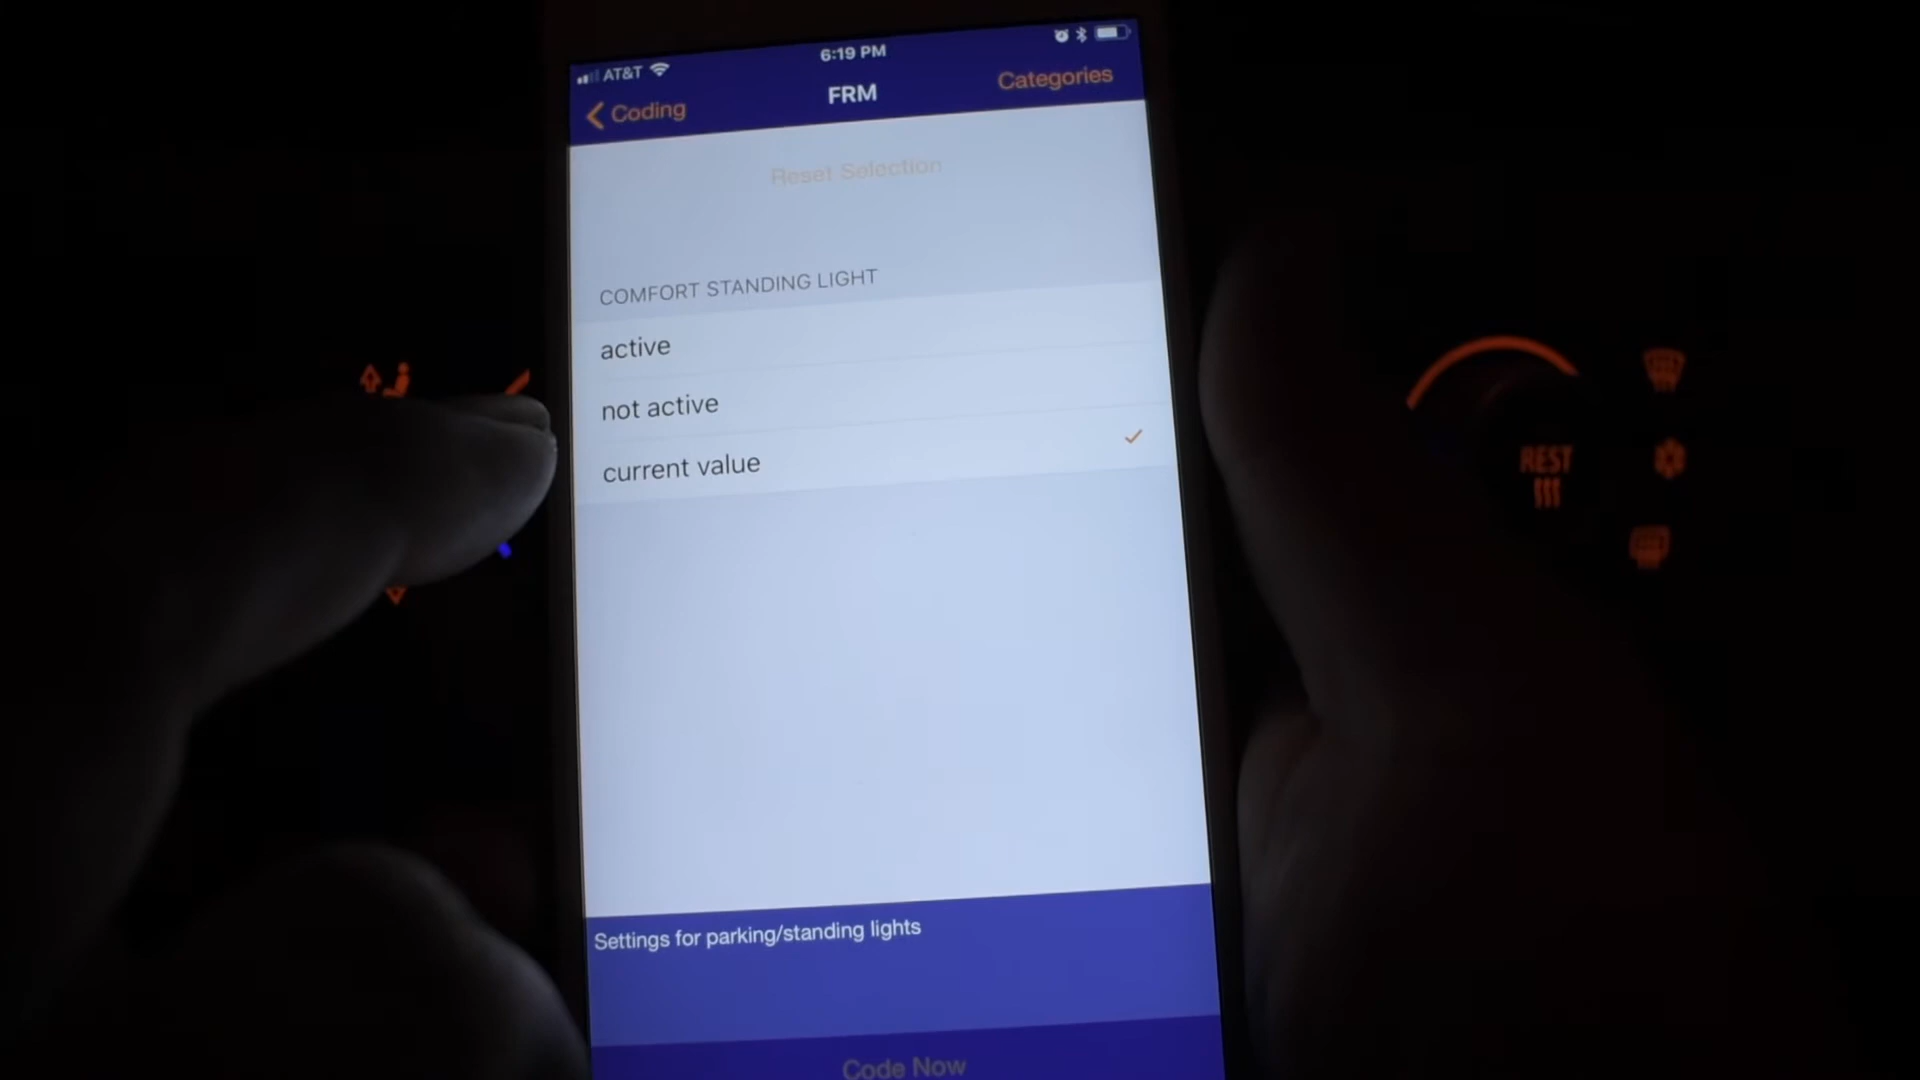 AT&T
6:19 PM
Coding
FRM
Categories
Reset Selection
COMFORT STANDING LIGHT
active
not active
current value
REST
Settings for parking/standing lights
Code Now